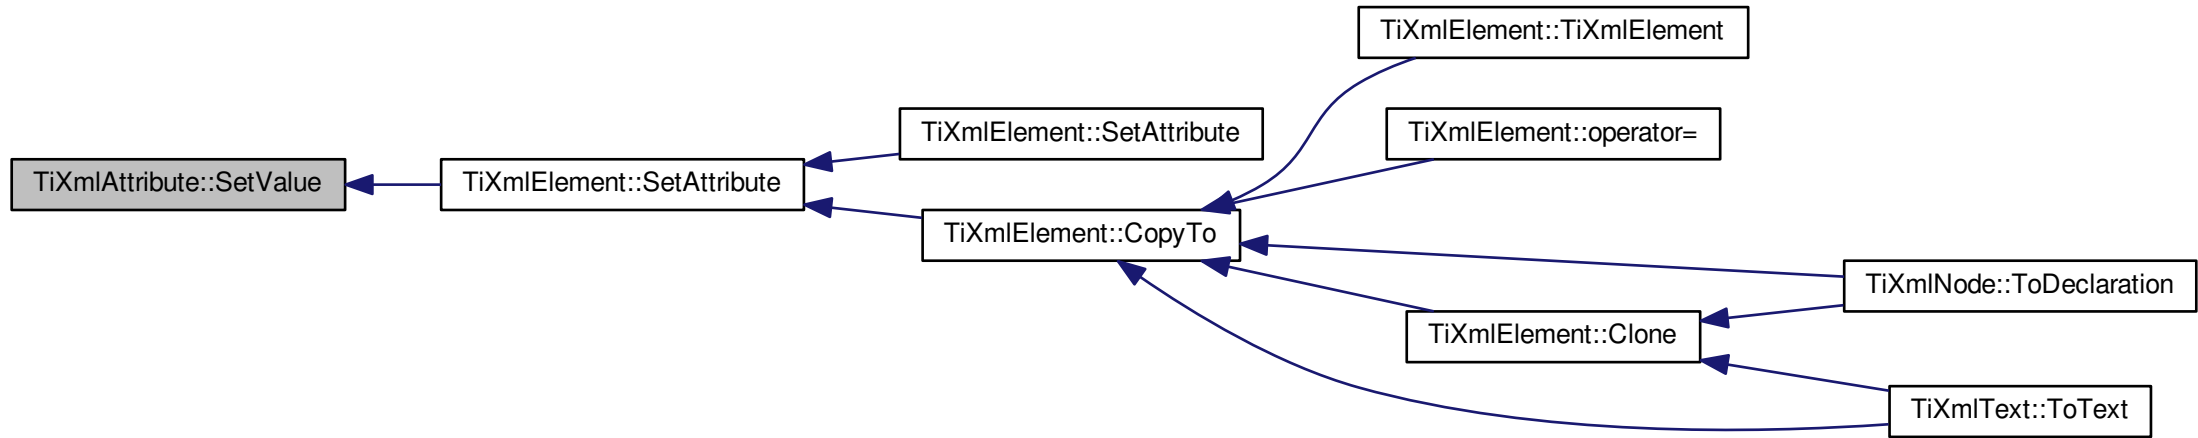 TiXmlElement::TiXmlElement
TiXmlElement::SetAttribute
TiXmlElement::operator=
TiXmlAttribute::SetValue
TiXmlElement::SetAttribute
TiXmlElement::CopyTo
TiXmlNode::ToDeclaration
TiXmlElement::Clone
TiXmlText::ToText